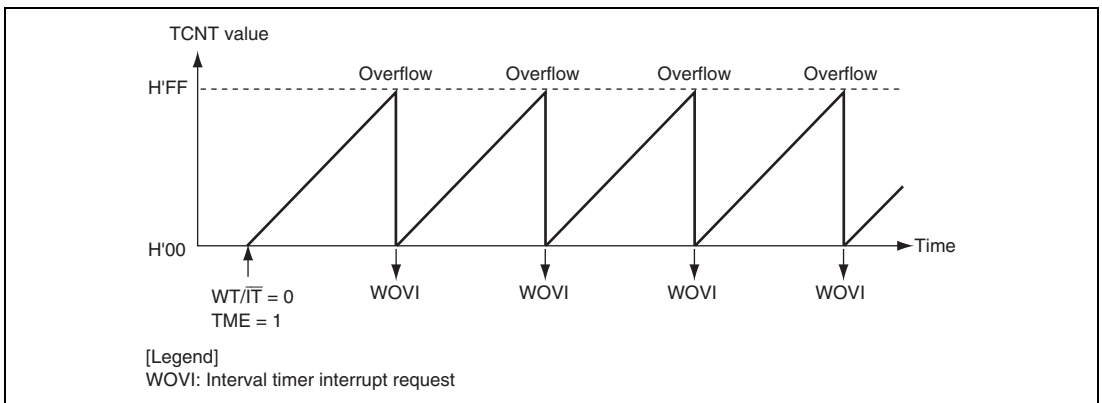 TCNT value
Overflow Overflow Overflow Overflow
H'FF
H'00
Time
WT/I̅T̅ = 0
TME = 1
WOVI WOVI WOVI WOVI
[Legend]
WOVI: Interval timer interrupt request